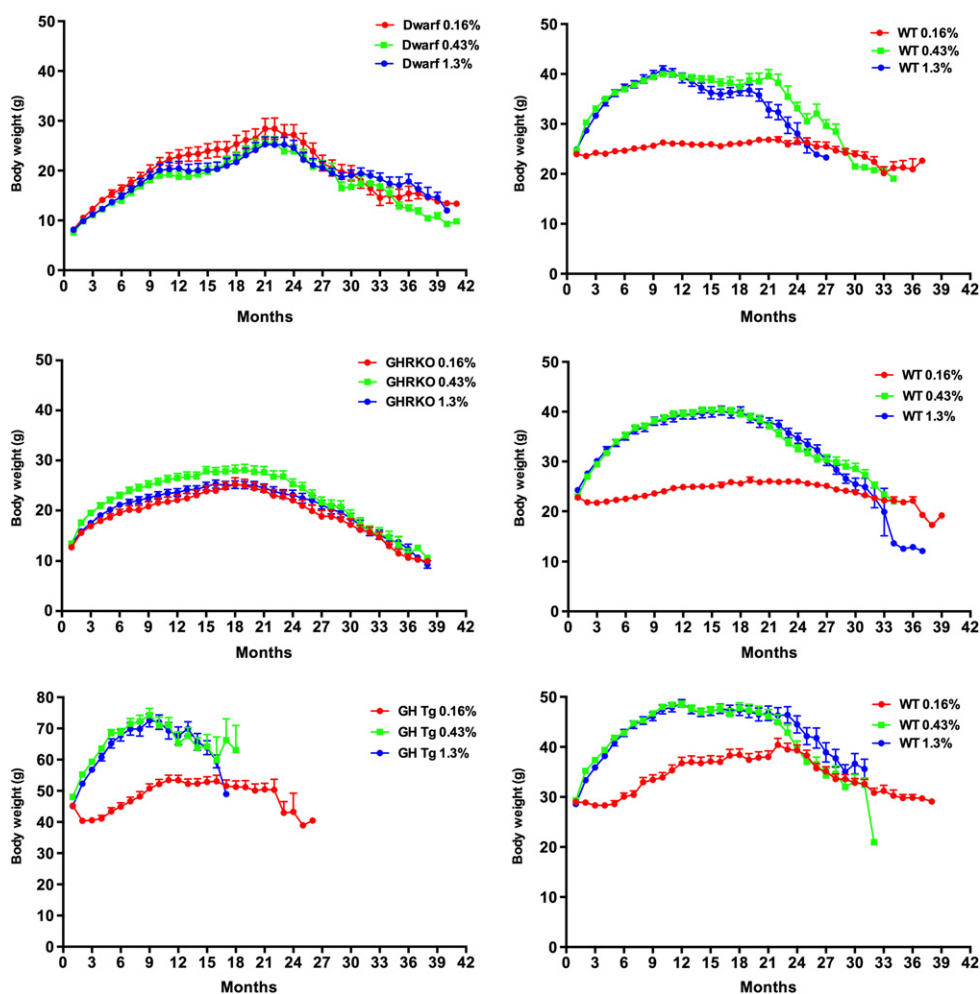 Dwarf 0.16%
Dwarf 0.43%
Dwarf 1.3%
Body weight (g)
50
40
30
20
10
0
0 3 6 9 12 15 18 21 24 27 30 33 36 39 42
Months
WT 0.16%
WT 0.43%
WT 1.3%
Body weight (g)
50
40
30
20
10
0
0 3 6 9 12 15 18 21 24 27 30 33 36 39 42
Months
GHRKO 0.16%
GHRKO 0.43%
GHRKO 1.3%
Body weight (g)
50
40
30
20
10
0
0 3 6 9 12 15 18 21 24 27 30 33 36 39 42
Months
WT 0.16%
WT 0.43%
WT 1.3%
Body weight (g)
50
40
30
20
10
0
0 3 6 9 12 15 18 21 24 27 30 33 36 39 42
Months
GH Tg 0.16%
GH Tg 0.43%
GH Tg 1.3%
Body weight (g)
80
70
60
50
40
30
20
10
0
0 3 6 9 12 15 18 21 24 27 30 33 36 39 42
Months
WT 0.16%
WT 0.43%
WT 1.3%
Body weight (g)
50
40
30
20
10
0
0 3 6 9 12 15 18 21 24 27 30 33 36 39 42
Months